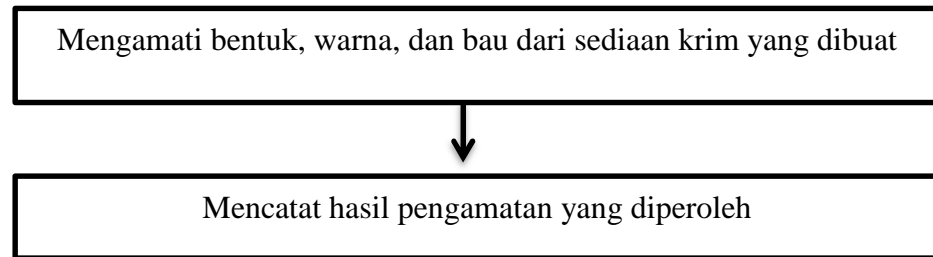 Mengamati bentuk, warna, dan bau dari sediaan krim yang dibuat
Mencatat hasil pengamatan yang diperoleh